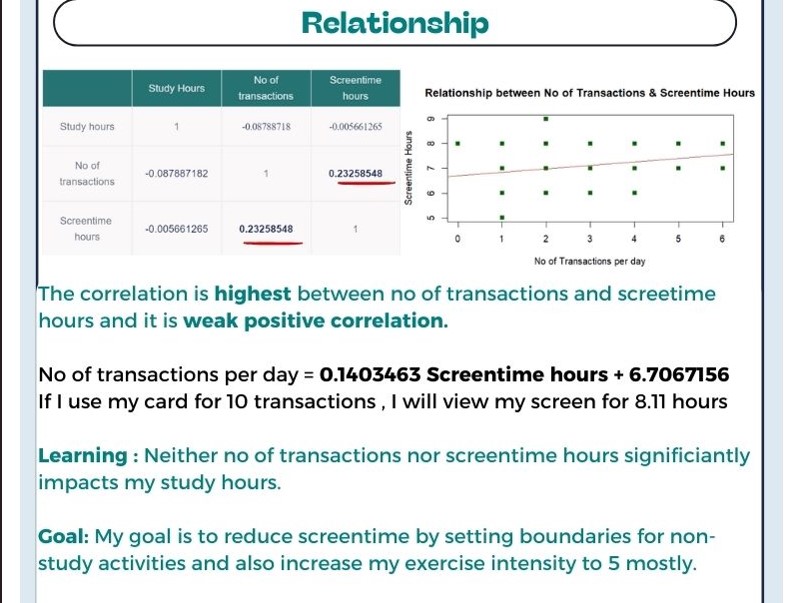 Relationship
Study Hours
No of
transactions
Screentime
hours
Study hours
1
-0.08788718
-0.005661265
No of
transactions
-0.087887182
1
0.23258548
Screentime
hours
-0.005661265
0.23258548
1
Relationship between No of Transactions & Screentime Hours
Screentime Hours
9
8
7
6
5
0 1 2 3 4 5 6
No of Transactions per day
The correlation is highest between no of transactions and screetime
hours and it is weak positive correlation.
No of transactions per day = 0.1403463 Screentime hours + 6.7067156
If I use my card for 10 transactions , I will view my screen for 8.11 hours
Learning : Neither no of transactions nor screentime hours significiantly
impacts my study hours.
Goal: My goal is to reduce screentime by setting boundaries for non-
study activities and also increase my exercise intensity to 5 mostly.